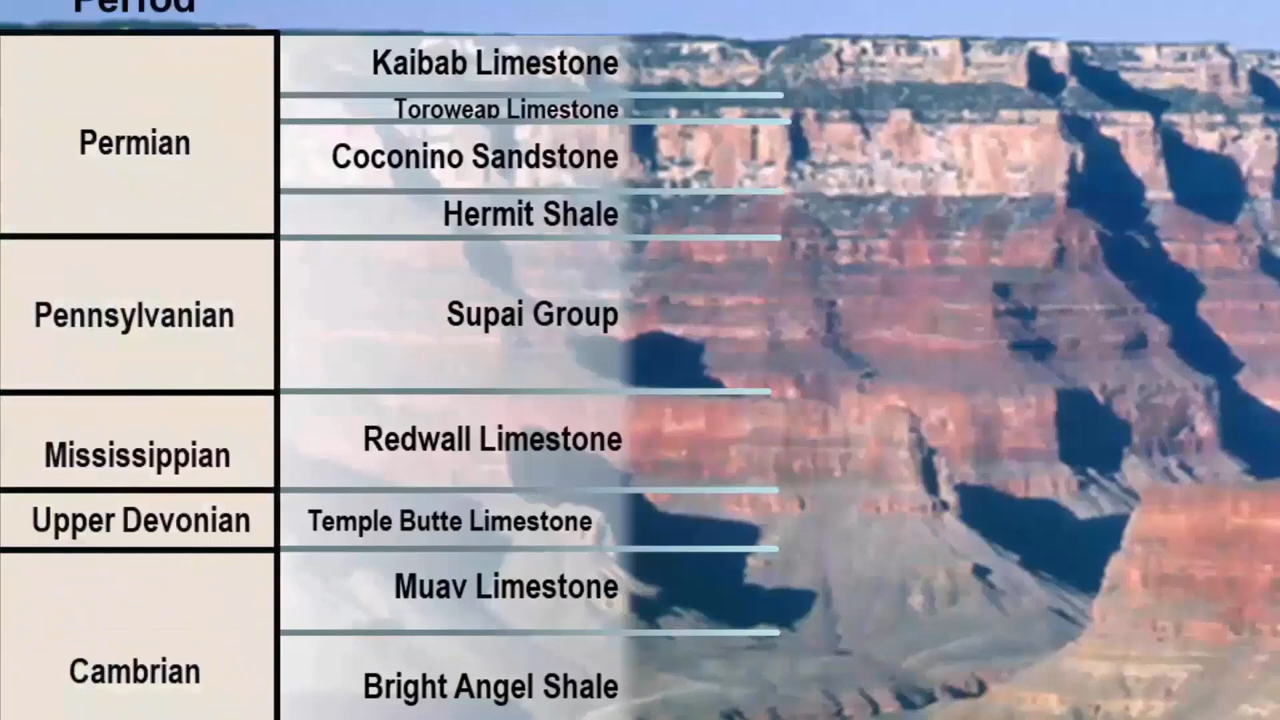 Period
Kaibab Limestone
Toroweap Limestone
Permian
Coconino Sandstone
Hermit Shale
Pennsylvanian
Supai Group
Mississippian
Redwall Limestone
Upper Devonian
Temple Butte Limestone
Muav Limestone
Cambrian
Bright Angel Shale